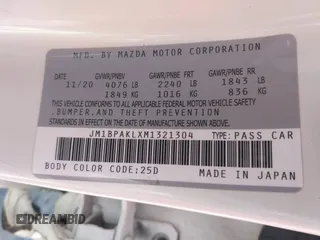 MFD. BY MAZDA MOTOR CORPORATION
GVWR/PNBV GAWR/PNBE FR GAWR/PNBE RR
11/20 4076 LB 2240 LB 1843 LB
1849 KG 1016 KG 836 KG
THIS VEHICLE CONFORMS TO ALL APPLICABLE FEDERAL MOTOR VEHICLE SAFETY
,BUMPER,AND THEFT PREVENTION STANDARDS IN EFFECT ON THE DATE OF
MANUFACTURE SHOWN ABOVE.
JM1BPAKLXM1321304 TYPE:PASS CAR
BODY COLOR CODE:25D
MADE IN JAPAN
DREAMBID